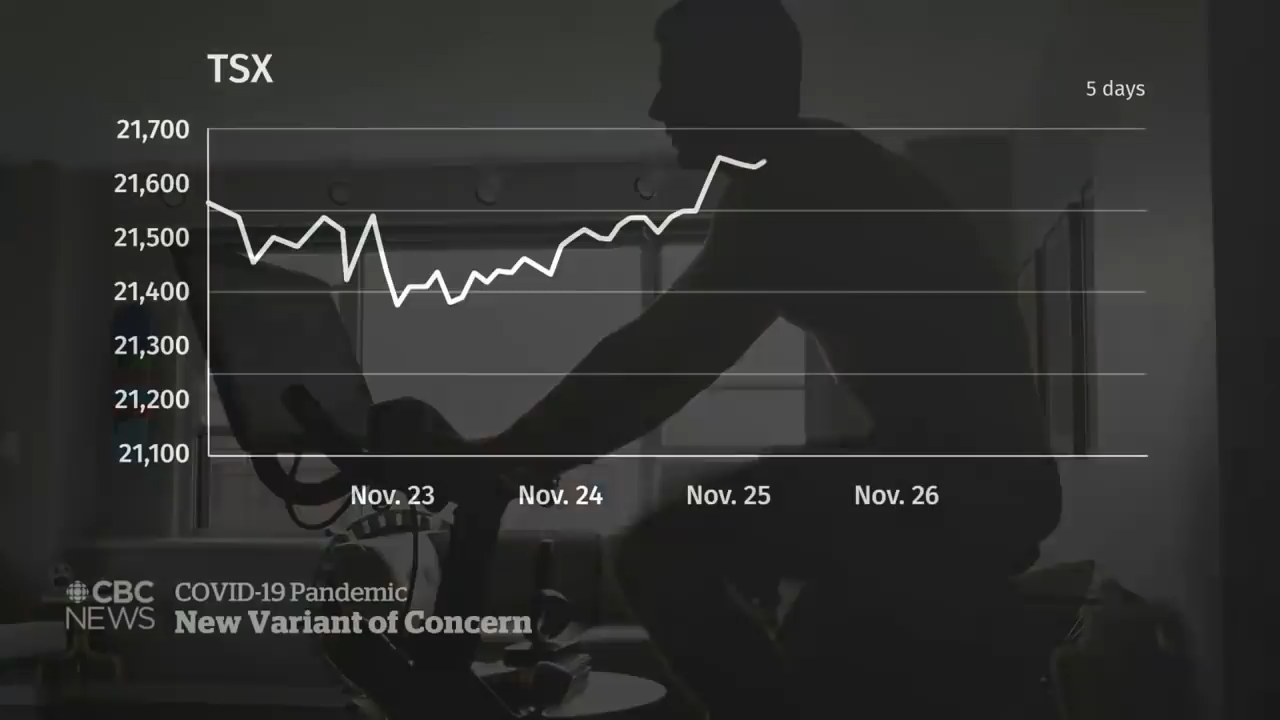 TSX
5 days
21,700
21,600
21,500
21,400
21,300
21,200
21,100
Nov. 23 Nov. 24 Nov. 25 Nov. 26
CBC NEWS
COVID-19 Pandemic
New Variant of Concern